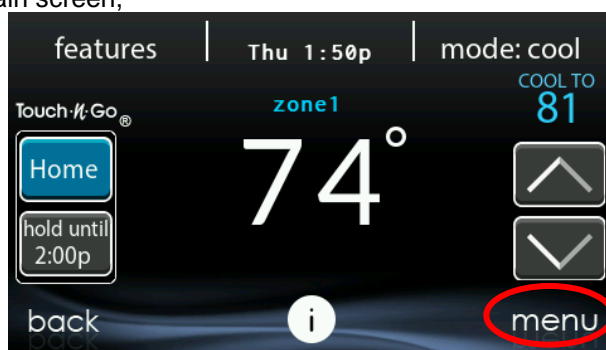 ain screen,
features
Thu 1:50p
mode: cool
COOL TO
81
Touch·N·Go®
zone1
74°
Home
hold until
2:00p
back
i
menu